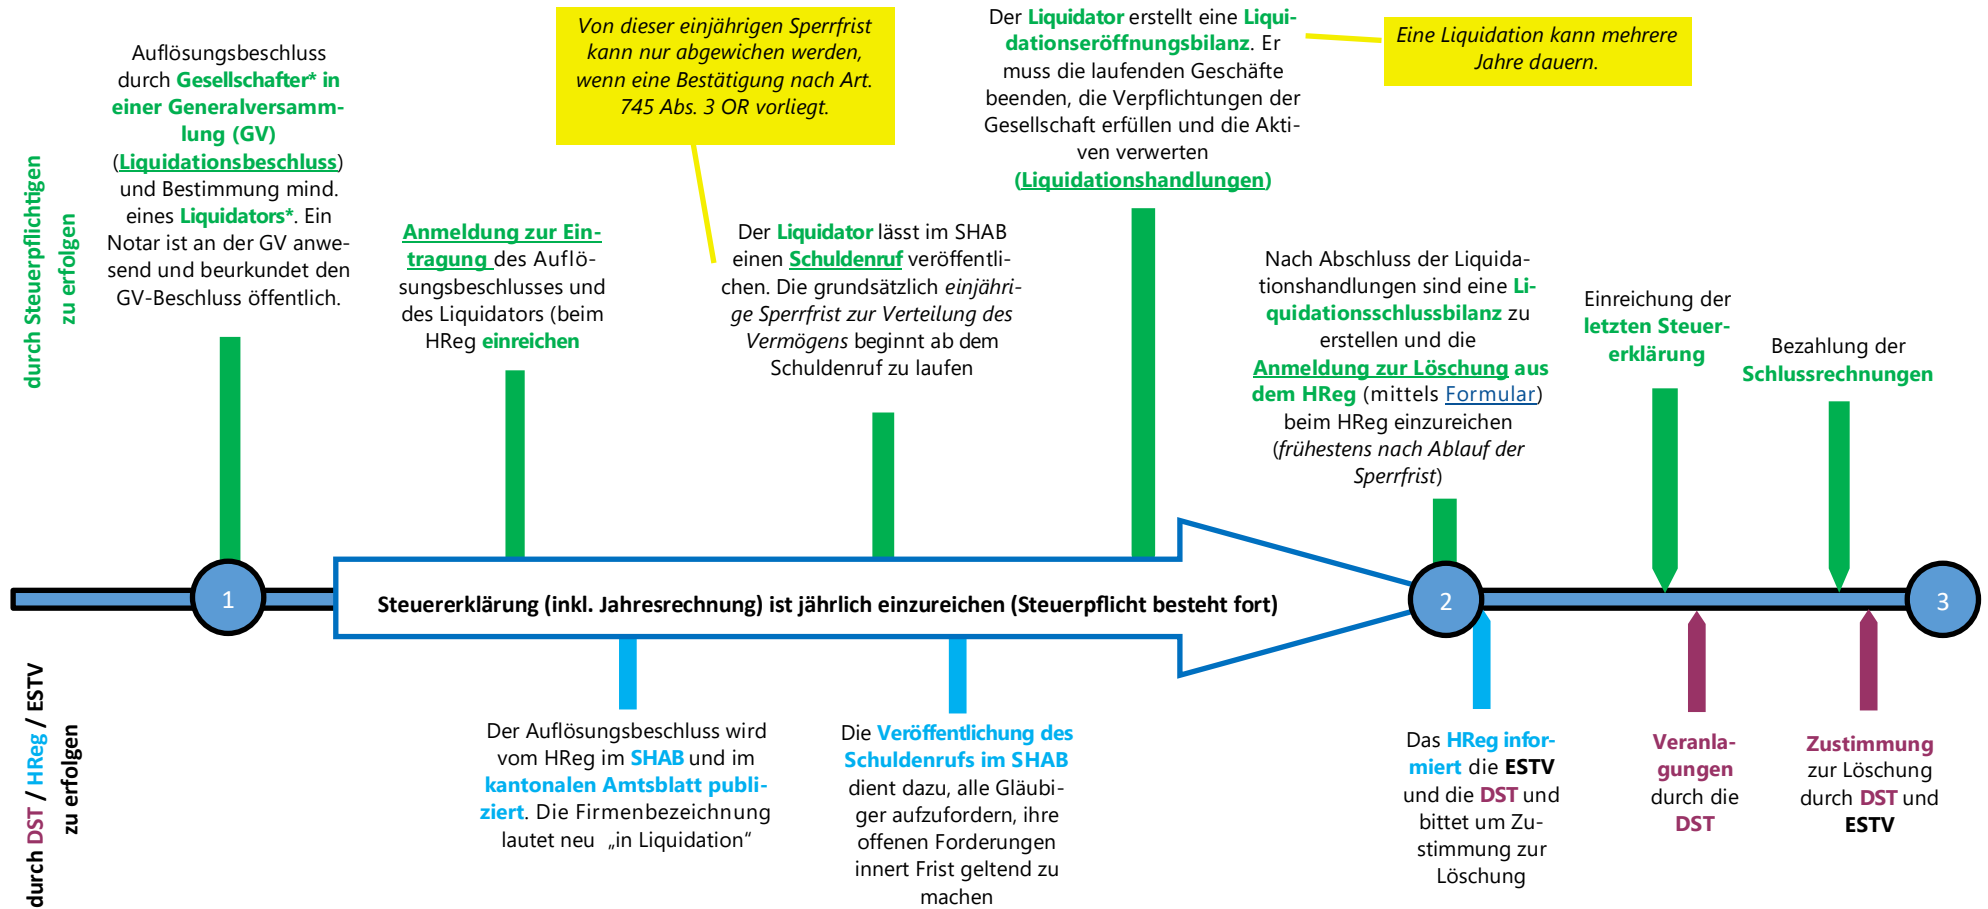 durch Steuerpflichtigen
zu erfolgen
Auflösungsbeschluss
durch Gesellschafter* in
einer Generalversamm-
lung (GV)
(Liquidationsbeschluss)
und Bestimmung mind.
eines Liquidators*. Ein
Notar ist an der GV anwe-
send und beurkundet den
GV-Beschluss öffentlich.
Anmeldung zur Ein-
tragung des Auflö-
sungsbeschlusses und
des Liquidators (beim
HReg einreichen
Von dieser einjährigen Sperrfrist
kann nur abgewichen werden,
wenn eine Bestätigung nach Art.
745 Abs. 3 OR vorliegt.
Der Liquidator lässt im SHAB
einen Schuldenruf veröffentli-
chen. Die grundsätzlich einjähri-
ge Sperrfrist zur Verteilung des
Vermögens beginnt ab dem
Schuldenruf zu laufen
Der Liquidator erstellt eine Liqui-
dationseröffnungsbilanz. Er
muss die laufenden Geschäfte
beenden, die Verpflichtungen der
Gesellschaft erfüllen und die Akti-
ven verwerten
(Liquidationshandlungen)
Eine Liquidation kann mehrere
Jahre dauern.
Nach Abschluss der Liquida-
tionshandlungen sind eine Li-
quidationsschlussbilanz zu
erstellen und die
Anmeldung zur Löschung aus
dem HReg (mittels Formular)
beim HReg einzureichen
(frühestens nach Ablauf der
Sperrfrist)
Einreichung der
letzten Steuer-
erklärung
Bezahlung der
Schlussrechnungen
1
Steuererklärung (inkl. Jahresrechnung) ist jährlich einzureichen (Steuerpflicht besteht fort)
2
3
durch DST / HReg / ESTV
zu erfolgen
Der Auflösungsbeschluss wird
vom HReg im SHAB und im
kantonalen Amtsblatt publi-
ziert. Die Firmenbezeichnung
lautet neu „in Liquidation“
Die Veröffentlichung des
Schuldenrufs im SHAB
dient dazu, alle Gläubi-
ger aufzufordern, ihre
offenen Forderungen
innert Frist geltend zu
machen
Das HReg infor-
miert die ESTV
und die DST und
bittet um Zu-
stimmung zur
Löschung
Veranla-
gungen
durch die
DST
Zustimmung
zur Löschung
durch DST und
ESTV